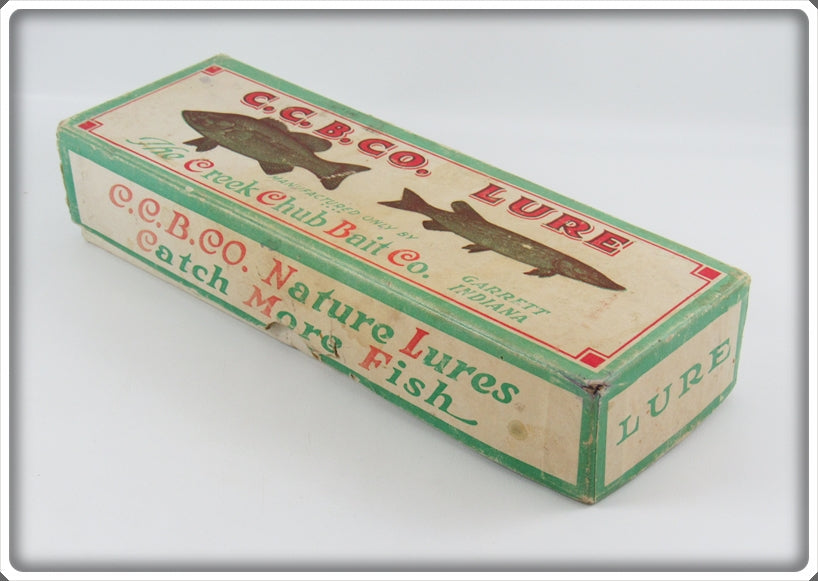 C.C.B.CO. LURE
MANUFACTURED ONLY BY
The Creek Chub Bait Co.
GARRETT
INDIANA
C.C.B.CO. Nature Lures
Catch More Fish
LURE